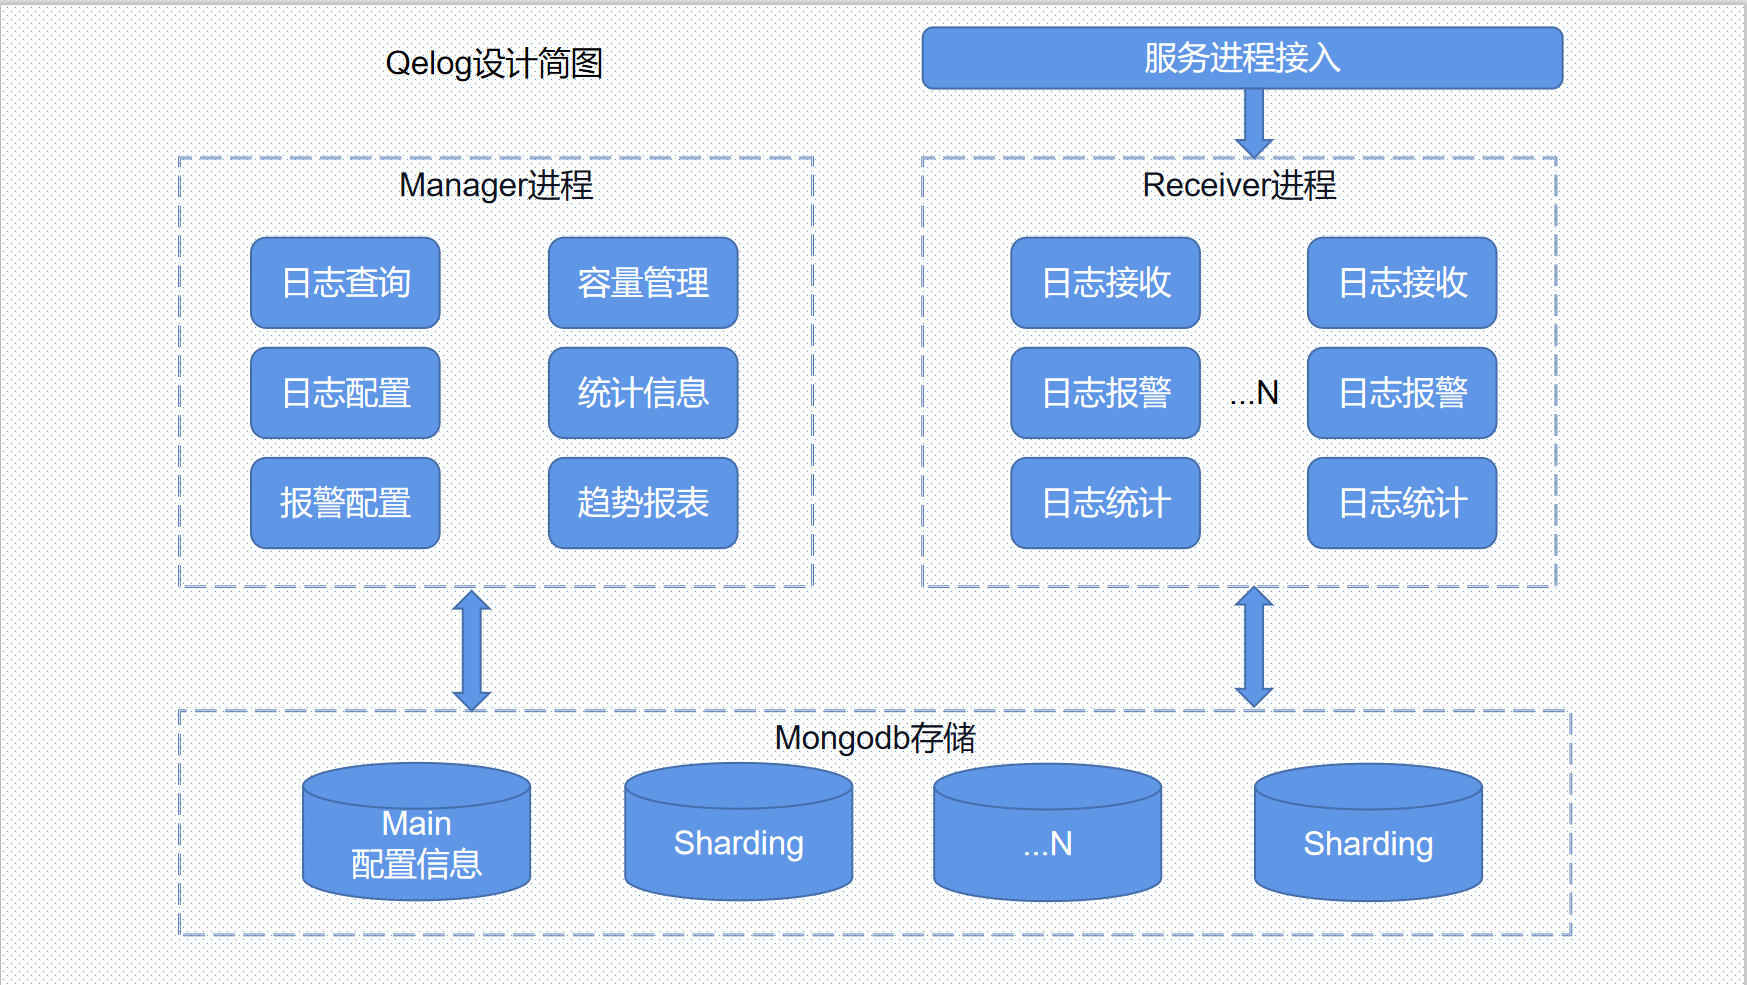 Qelog设计简图
服务进程接入
Manager进程
日志查询
容量管理
日志配置
统计信息
报警配置
趋势报表
Receiver进程
日志接收
日志接收
日志报警
...N
日志报警
日志统计
日志统计
Mongodb存储
Main
配置信息
Sharding
...N
Sharding